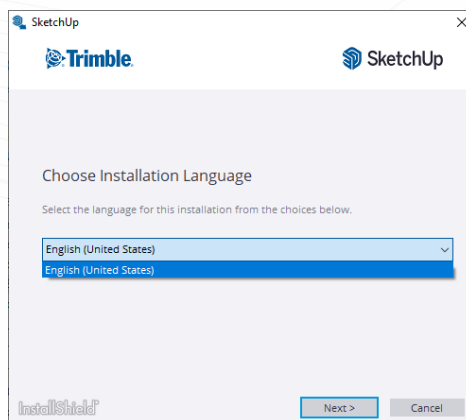 SketchUp
Trimble.
SketchUp
Choose Installation Language
Select the language for this installation from the choices below.
English (United States)
English (United States)
InstallShield
Next >
Cancel